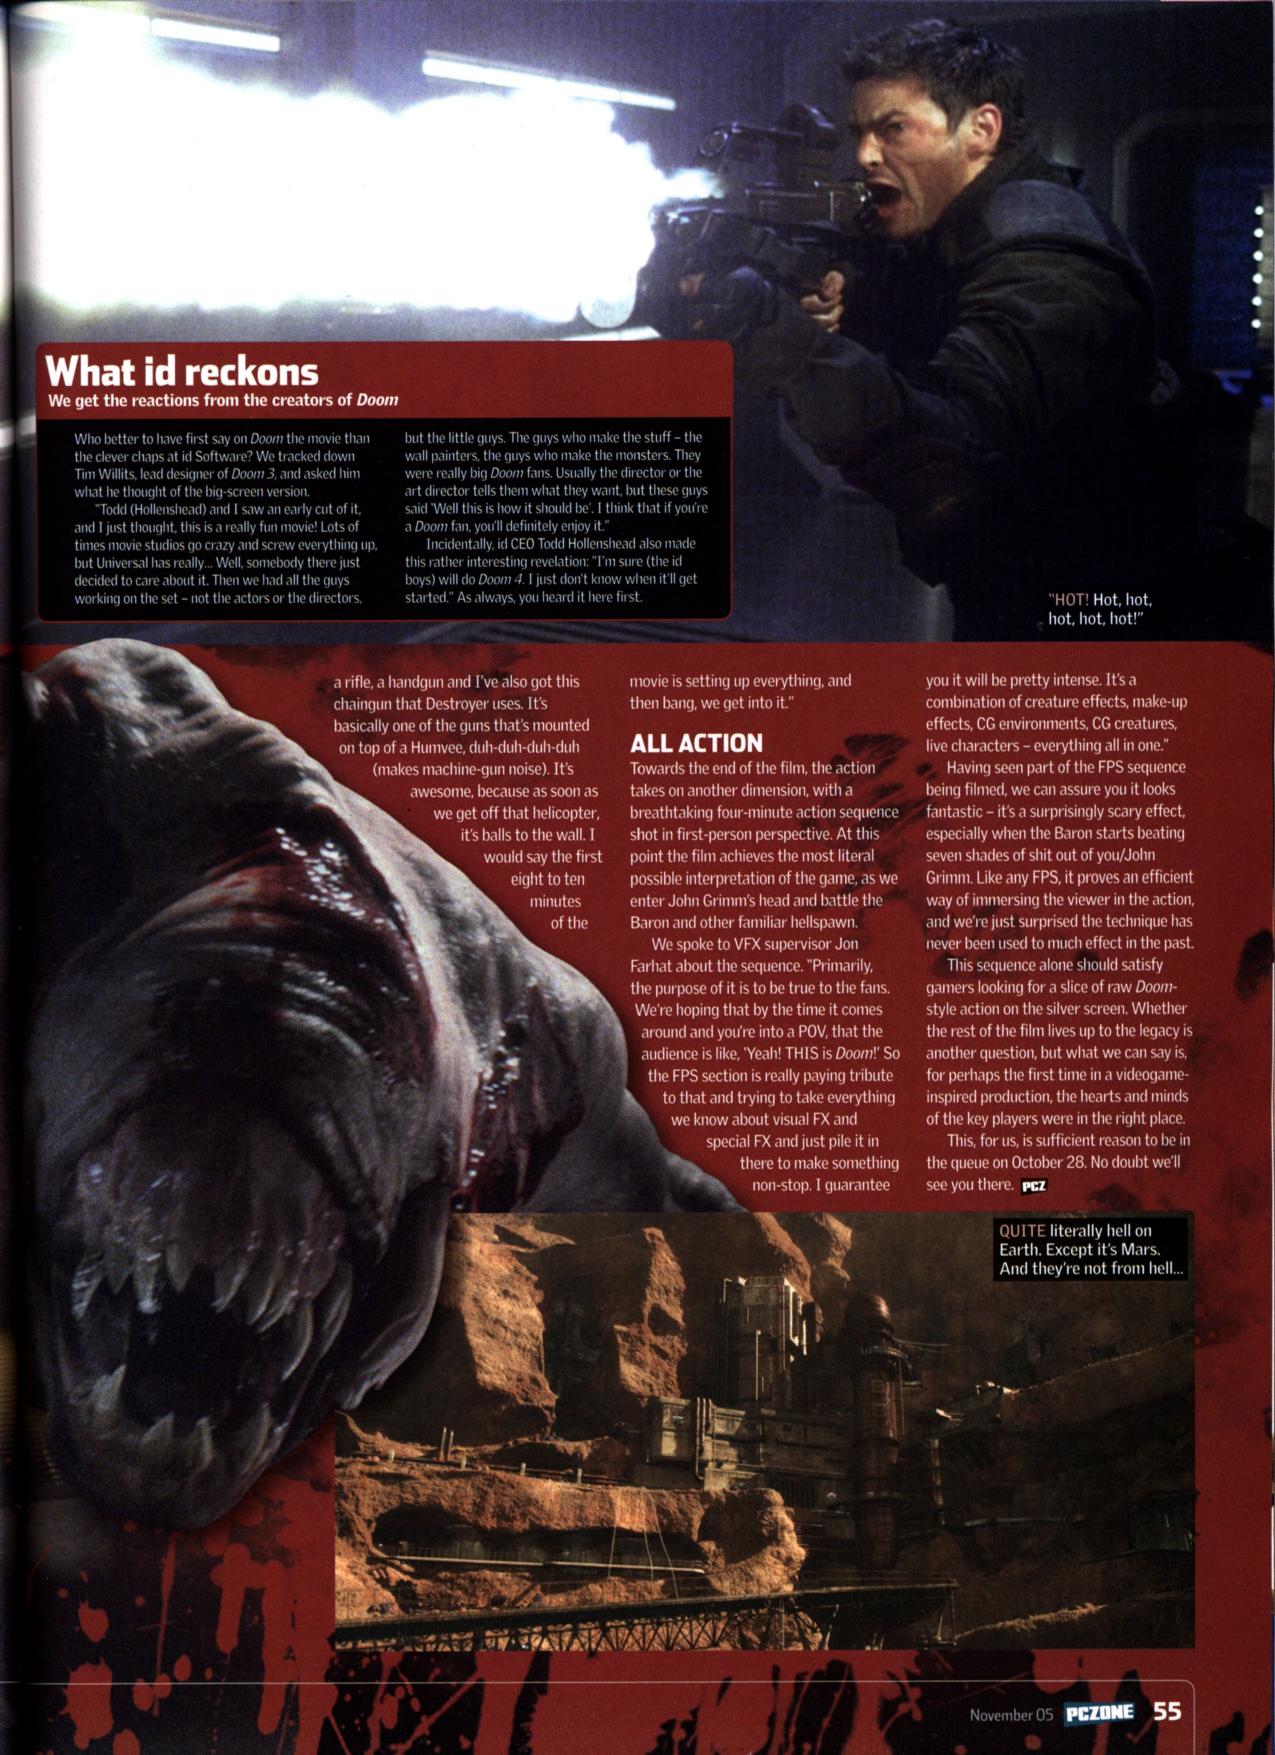 What id reckons
We get the reactions from the creators of Doom
Who better to have first say on Doom the movie than
the clever chaps at id Software? We tracked down
Tim Willits, lead designer of Doom 3, and asked him
what he thought of the big-screen version.
"Todd (Hollenshead) and I saw an early cut of it,
and I just thought, this is a really fun movie! Lots of
times movie studios go crazy and screw everything up,
but Universal has really... Well, somebody there just
decided to care about it. Then we had all the guys
working on the set – not the actors or the directors,
but the little guys. The guys who make the stuff – the
wall painters, the guys who make the monsters. They
were really big Doom fans. Usually the director or the
art director tells them what they want, but these guys
said 'Well this is how it should be'. I think that if you're
a Doom fan, you'll definitely enjoy it."
Incidentally, id CEO Todd Hollenshead also made
this rather interesting revelation: "I'm sure (the id
boys) will do Doom 4. I just don't know when it'll get
started." As always, you heard it here first.
"HOT! Hot, hot,
hot, hot, hot!"
a rifle, a handgun and I've also got this
chaingun that Destroyer uses. It's
basically one of the guns that's mounted
on top of a Humvee, duh-duh-duh-duh
(makes machine-gun noise). It's
awesome, because as soon as
we get off that helicopter,
it's balls to the wall. I
would say the first
eight to ten
minutes
of the
movie is setting up everything, and
then bang, we get into it."
ALL ACTION
Towards the end of the film, the action
takes on another dimension, with a
breathtaking four-minute action sequence
shot in first-person perspective. At this
point the film achieves the most literal
possible interpretation of the game, as we
enter John Grimm's head and battle the
Baron and other familiar hellspawn.
We spoke to VFX supervisor Jon
Farhat about the sequence. "Primarily,
the purpose of it is to be true to the fans.
We're hoping that by the time it comes
around and you're into a POV, that the
audience is like, 'Yeah! THIS is Doom!' So
the FPS section is really paying tribute
to that and trying to take everything
we know about visual FX and
special FX and just pile it in
there to make something
non-stop. I guarantee
you it will be pretty intense. It's a
combination of creature effects, make-up
effects, CG environments, CG creatures,
live characters – everything all in one."
Having seen part of the FPS sequence
being filmed, we can assure you it looks
fantastic – it's a surprisingly scary effect,
especially when the Baron starts beating
seven shades of shit out of you/John
Grimm. Like any FPS, it proves an efficient
way of immersing the viewer in the action,
and we're just surprised the technique has
never been used to much effect in the past.
This sequence alone should satisfy
gamers looking for a slice of raw Doom-
style action on the silver screen. Whether
the rest of the film lives up to the legacy is
another question, but what we can say is,
for perhaps the first time in a videogame-
inspired production, the hearts and minds
of the key players were in the right place.
This, for us, is sufficient reason to be in
the queue on October 28. No doubt we'll
see you there. PCZ
QUITE literally hell on
Earth. Except it's Mars.
And they're not from hell...
November 05 PCZONE 55